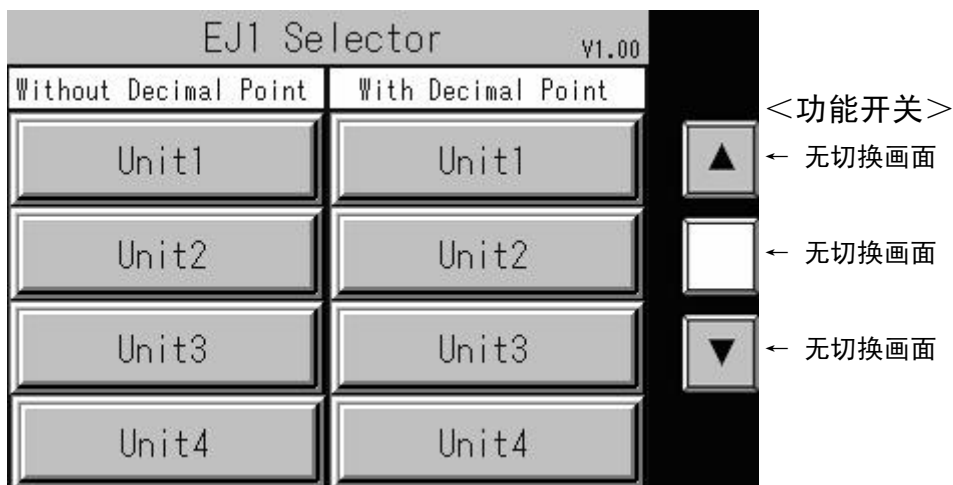 EJ1 Selector V1.00
Without Decimal Point With Decimal Point
＜功能开关＞
Unit1 Unit1 ▲ ← 无切换画面
Unit2 Unit2 ← 无切换画面
Unit3 Unit3 ▼ ← 无切换画面
Unit4 Unit4